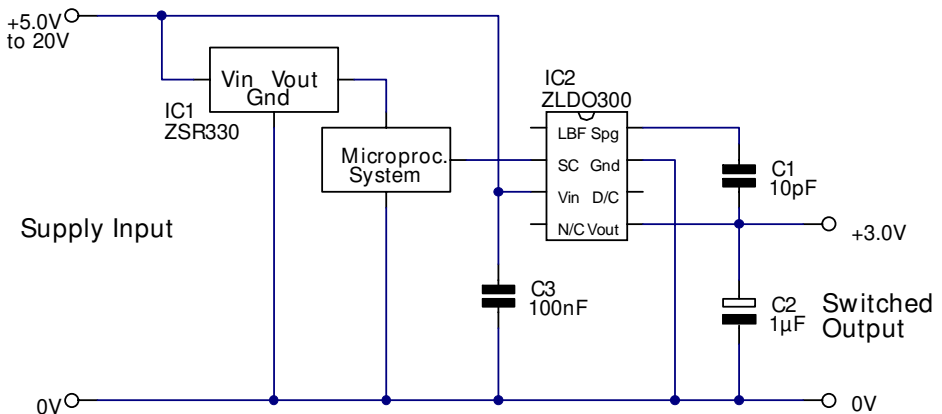 +5.0V
to 20V
Vin Vout
Gnd
IC1
ZSR330
Microproc.
System
IC2
ZLDO300
LBF Spg
SC Gnd
Vin D/C
N/C Vout
C1
10pF
+3.0V
Supply Input
C3
100nF
C2
1µF
Switched
Output
0V
0V